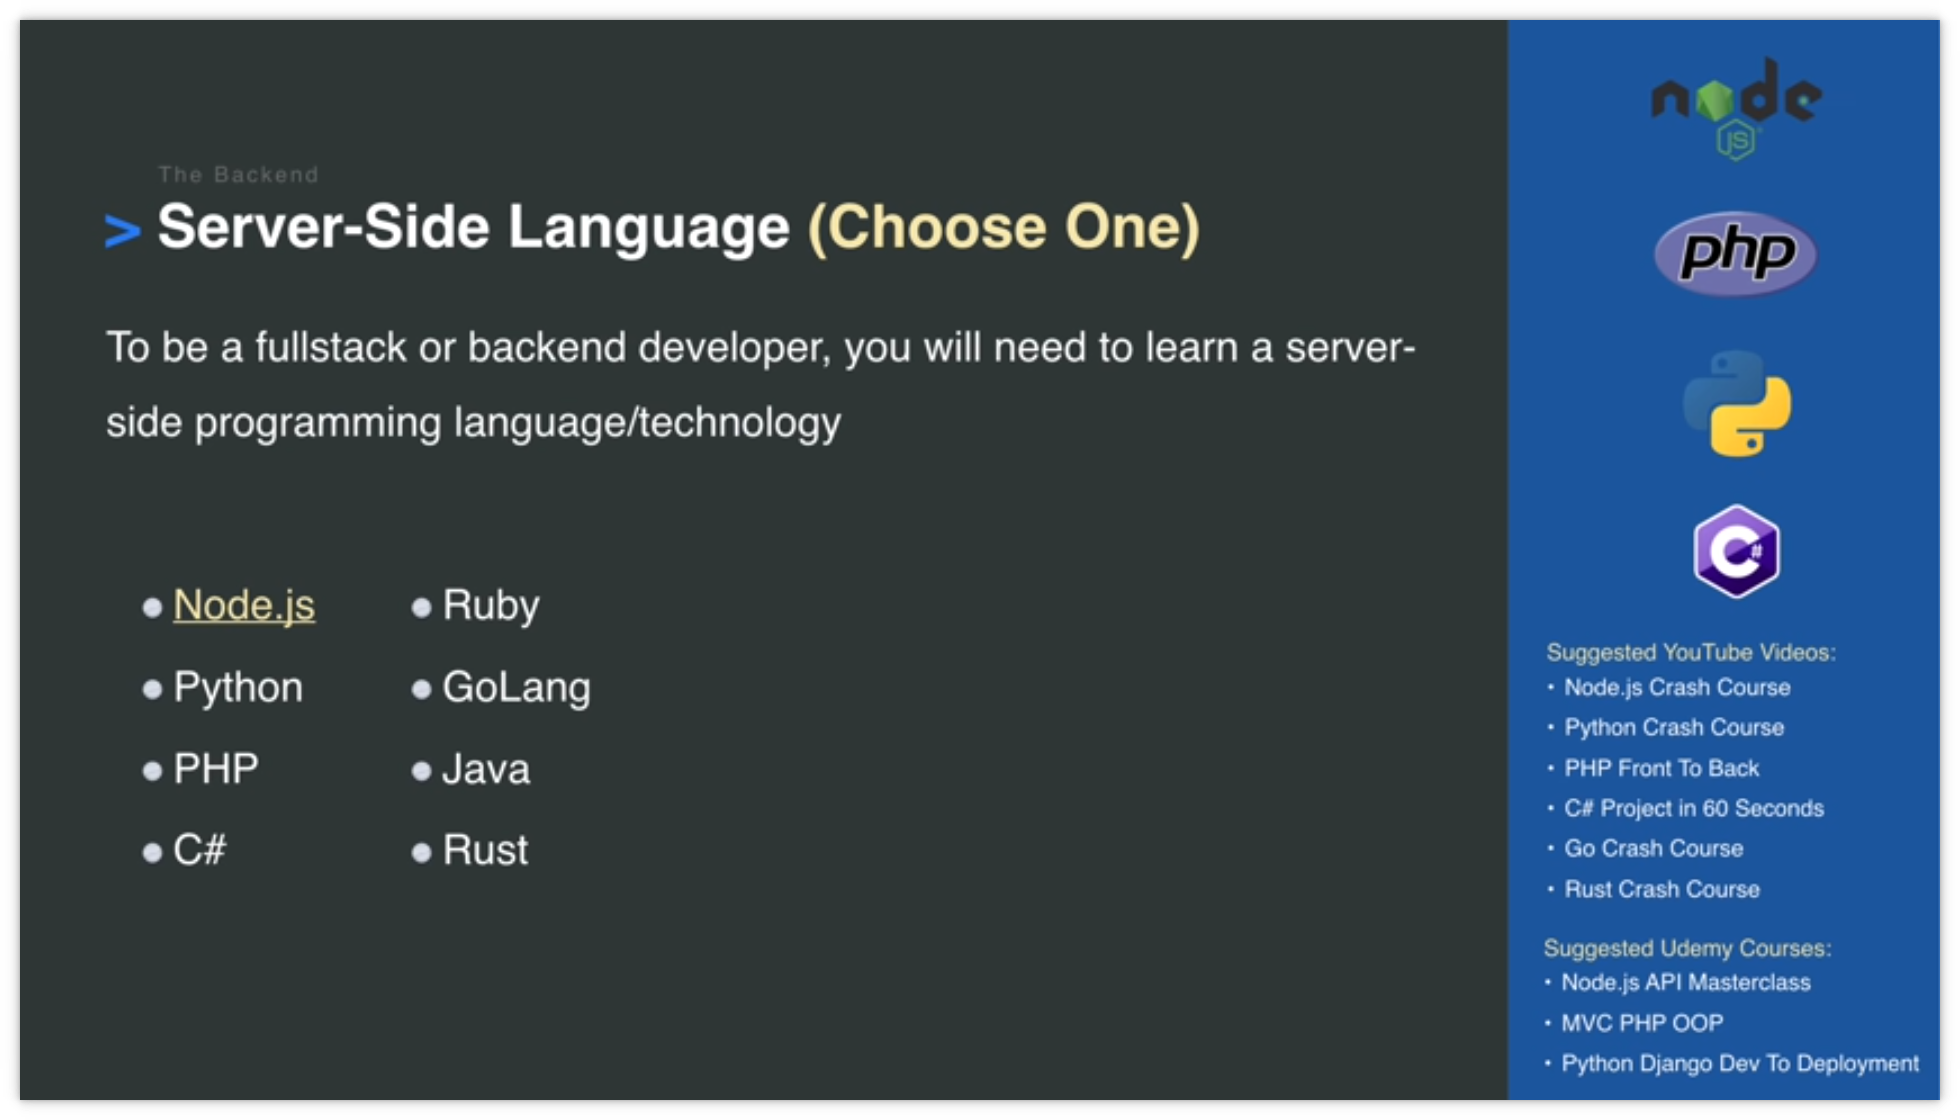 The Backend
> Server-Side Language (Choose One)
To be a fullstack or backend developer, you will need to learn a server-
side programming language/technology
• Node.js
• Python
• PHP
• C#
• Ruby
• GoLang
• Java
• Rust
node
JS
php
C#
Suggested YouTube Videos:
• Node.js Crash Course
• Python Crash Course
• PHP Front To Back
• C# Project in 60 Seconds
• Go Crash Course
• Rust Crash Course
Suggested Udemy Courses:
• Node.js API Masterclass
• MVC PHP OOP
• Python Django Dev To Deployment